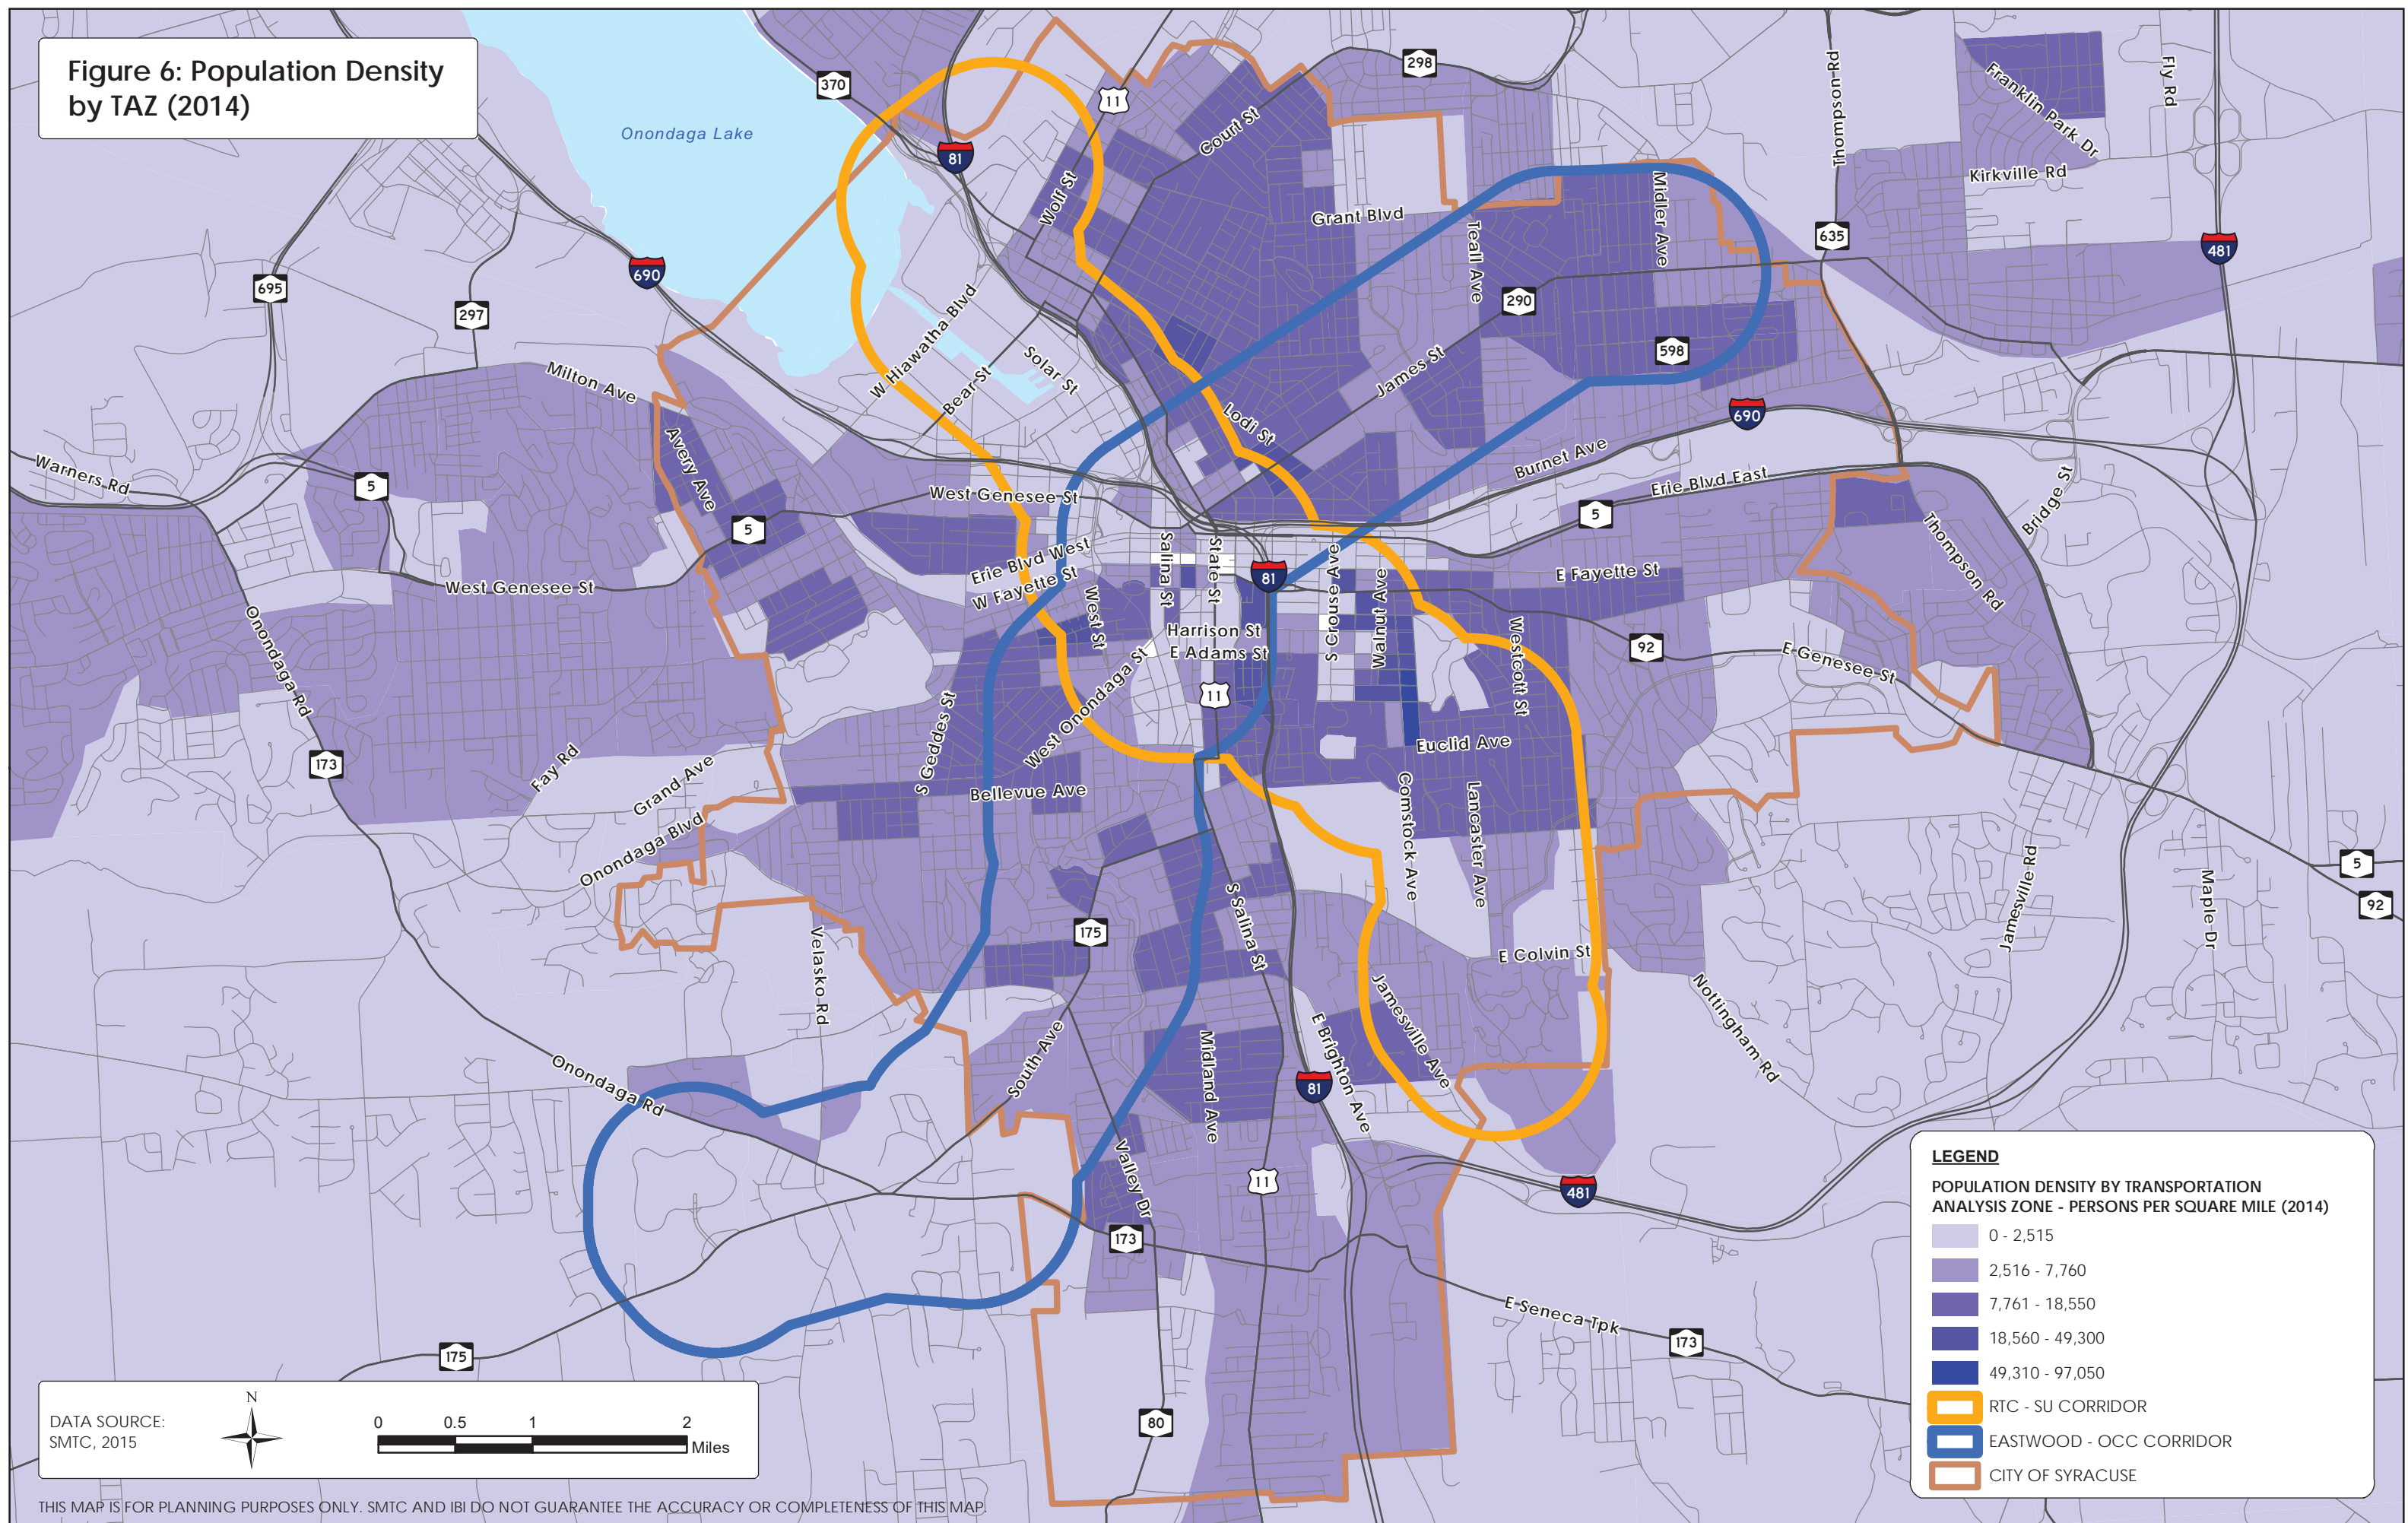 Figure 6: Population Density
by TAZ (2014)
Onondaga Lake
370
81
11
298
Court St
Wolf St
Grant Blvd
Teall Ave
Midler Ave
Thompson Rd
635
Franklin Park Dr
Fly Rd
Kirkville Rd
481
695
297
690
W Hiawatha Blvd
Bear St
Solar St
290
598
James St
Lodi St
690
Milton Ave
Avery Ave
Warners Rd
5
5
West Genesee St
Burnet Ave
Erie Blvd East
5
Bridge St
Thompson Rd
West Genesee St
Erie Blvd West
W Fayette St
West St
Salina St
State St
81
S Crouse Ave
Walnut Ave
E Fayette St
Westcott St
92
E Genesee St
Harrison St
E Adams St
11
Onondaga Rd
173
Fay Rd
Grand Ave
Onondaga Blvd
S Geddes St
West Onondaga St
Bellevue Ave
Euclid Ave
Comstock Ave
Lancaster Ave
5
92
Maple Dr
Jamesville Rd
Velasko Rd
175
S Salina St
E Colvin St
Nottingham Rd
Jamesville Ave
E Brighton Ave
81
Midland Ave
South Ave
Onondaga Rd
Valley Dr
11
173
481
E Seneca Tpk
173
175
80
LEGEND
POPULATION DENSITY BY TRANSPORTATION
ANALYSIS ZONE - PERSONS PER SQUARE MILE (2014)
0 - 2,515
2,516 - 7,760
7,761 - 18,550
18,560 - 49,300
49,310 - 97,050
RTC - SU CORRIDOR
EASTWOOD - OCC CORRIDOR
CITY OF SYRACUSE
DATA SOURCE:
SMTC, 2015
N
0 0.5 1 2
Miles
THIS MAP IS FOR PLANNING PURPOSES ONLY. SMTC AND IBI DO NOT GUARANTEE THE ACCURACY OR COMPLETENESS OF THIS MAP.